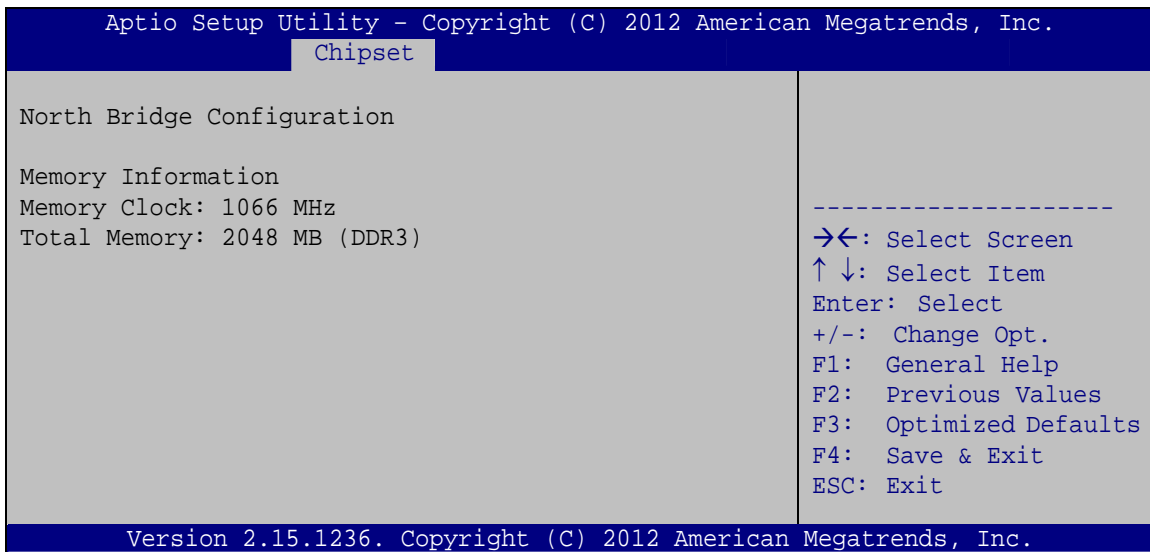 Aptio Setup Utility – Copyright (C) 2012 American Megatrends, Inc.
Chipset
North Bridge Configuration
Memory Information
Memory Clock: 1066 MHz
Total Memory: 2048 MB (DDR3)
---------------------
→←: Select Screen
↑ ↓: Select Item
Enter: Select
+/-: Change Opt.
F1: General Help
F2: Previous Values
F3: Optimized Defaults
F4: Save & Exit
ESC: Exit
Version 2.15.1236. Copyright (C) 2012 American Megatrends, Inc.